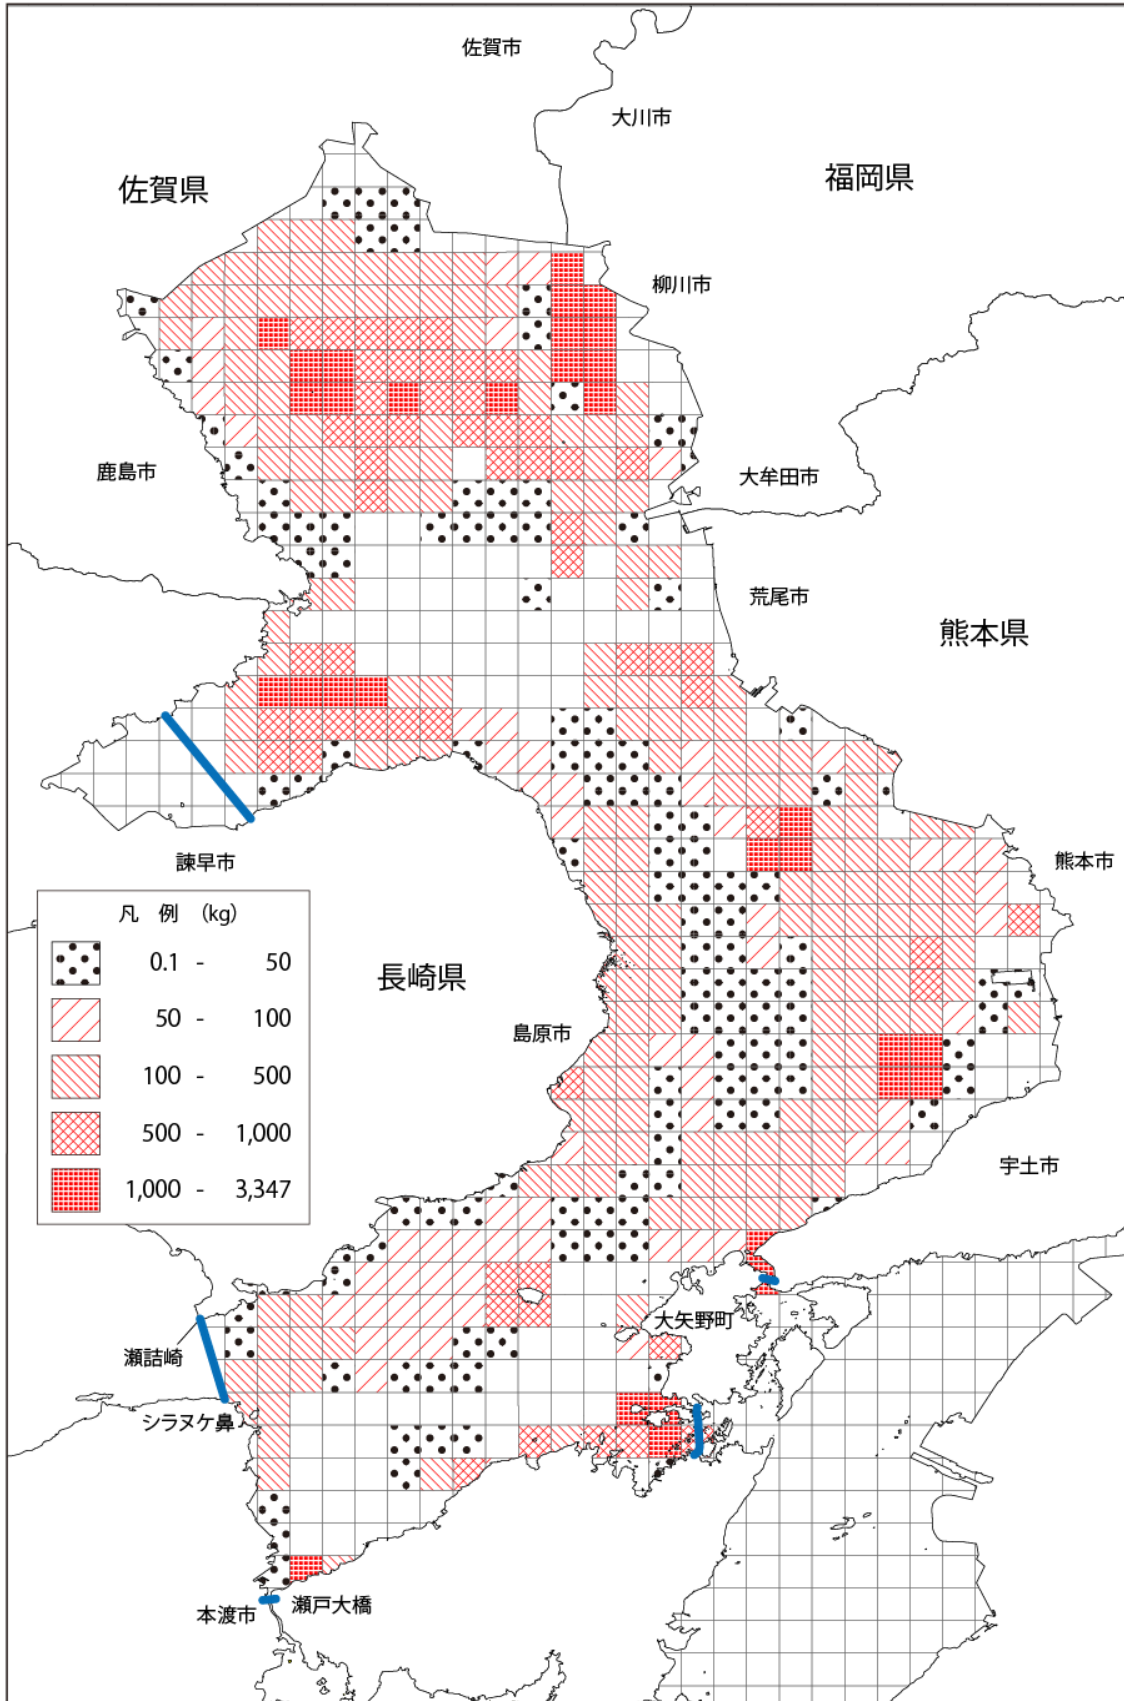 佐賀市
大川市
福岡県
佐賀県
柳川市
鹿島市
大牟田市
荒尾市
熊本県
諫早市
熊本市
凡 例 (kg)
0.1 - 50
50 - 100
100 - 500
500 - 1,000
1,000 - 3,347
長崎県
島原市
宇土市
大矢野町
瀬詰崎
シラヌケ鼻
瀬戸大橋
本渡市